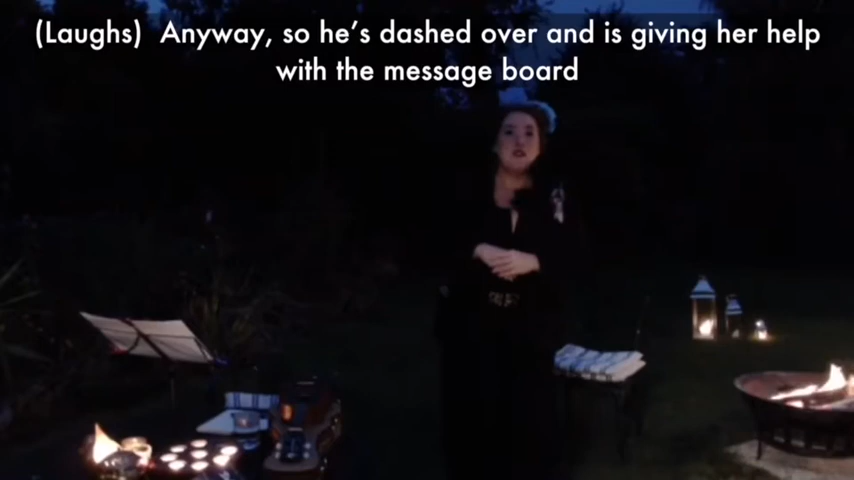 (Laughs)  Anyway, so he's dashed over and is giving her help
with the message board